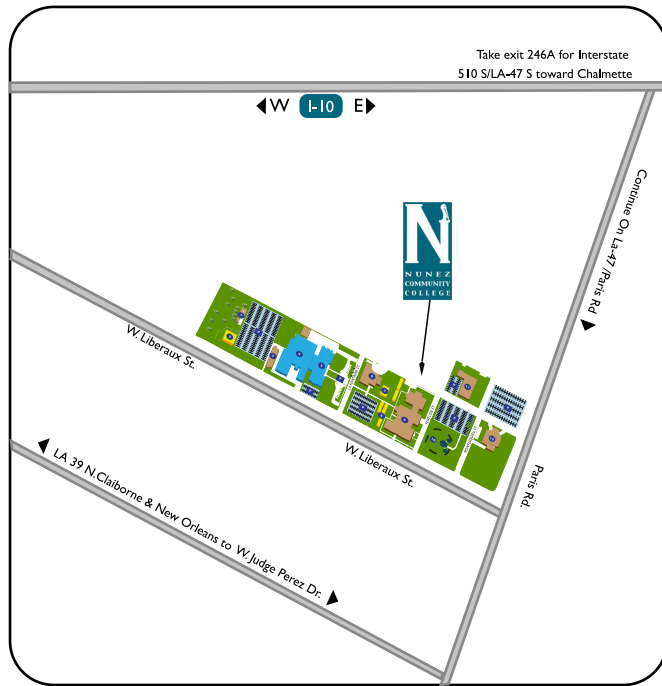 Take exit 246A for Interstate
510 S/LA-47 S toward Chalmette
W I-10 E
Continue On La-47 /Paris Rd
N
NUNEZ
COMMUNITY
COLLEGE
W. Liberaux St.
W. Liberaux St.
Paris Rd.
LA 39 N.Claiborne & New Orleans to W.Judge Perez Dr.